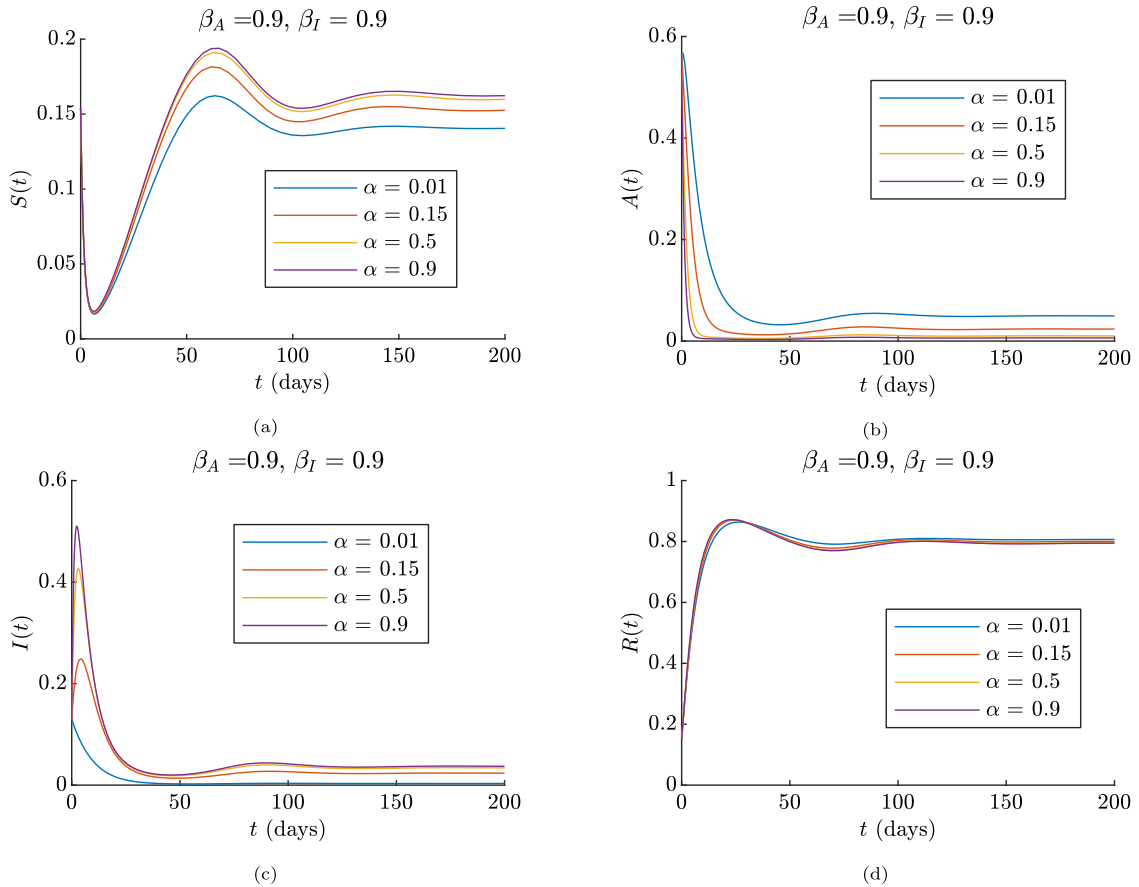 β_A =0.9, β_I = 0.9
S(t)
0.2
0.15
0.1
0.05
0
α = 0.01
α = 0.15
α = 0.5
α = 0.9
0 50 100 150 200
t (days)
(a)
β_A =0.9, β_I = 0.9
A(t)
0.6
0.4
0.2
0
α = 0.01
α = 0.15
α = 0.5
α = 0.9
0 50 100 150 200
t (days)
(b)
β_A =0.9, β_I = 0.9
I(t)
0.6
0.4
0.2
0
α = 0.01
α = 0.15
α = 0.5
α = 0.9
0 50 100 150 200
t (days)
(c)
β_A =0.9, β_I = 0.9
R(t)
1
0.8
0.6
0.4
0.2
0
α = 0.01
α = 0.15
α = 0.5
α = 0.9
0 50 100 150 200
t (days)
(d)